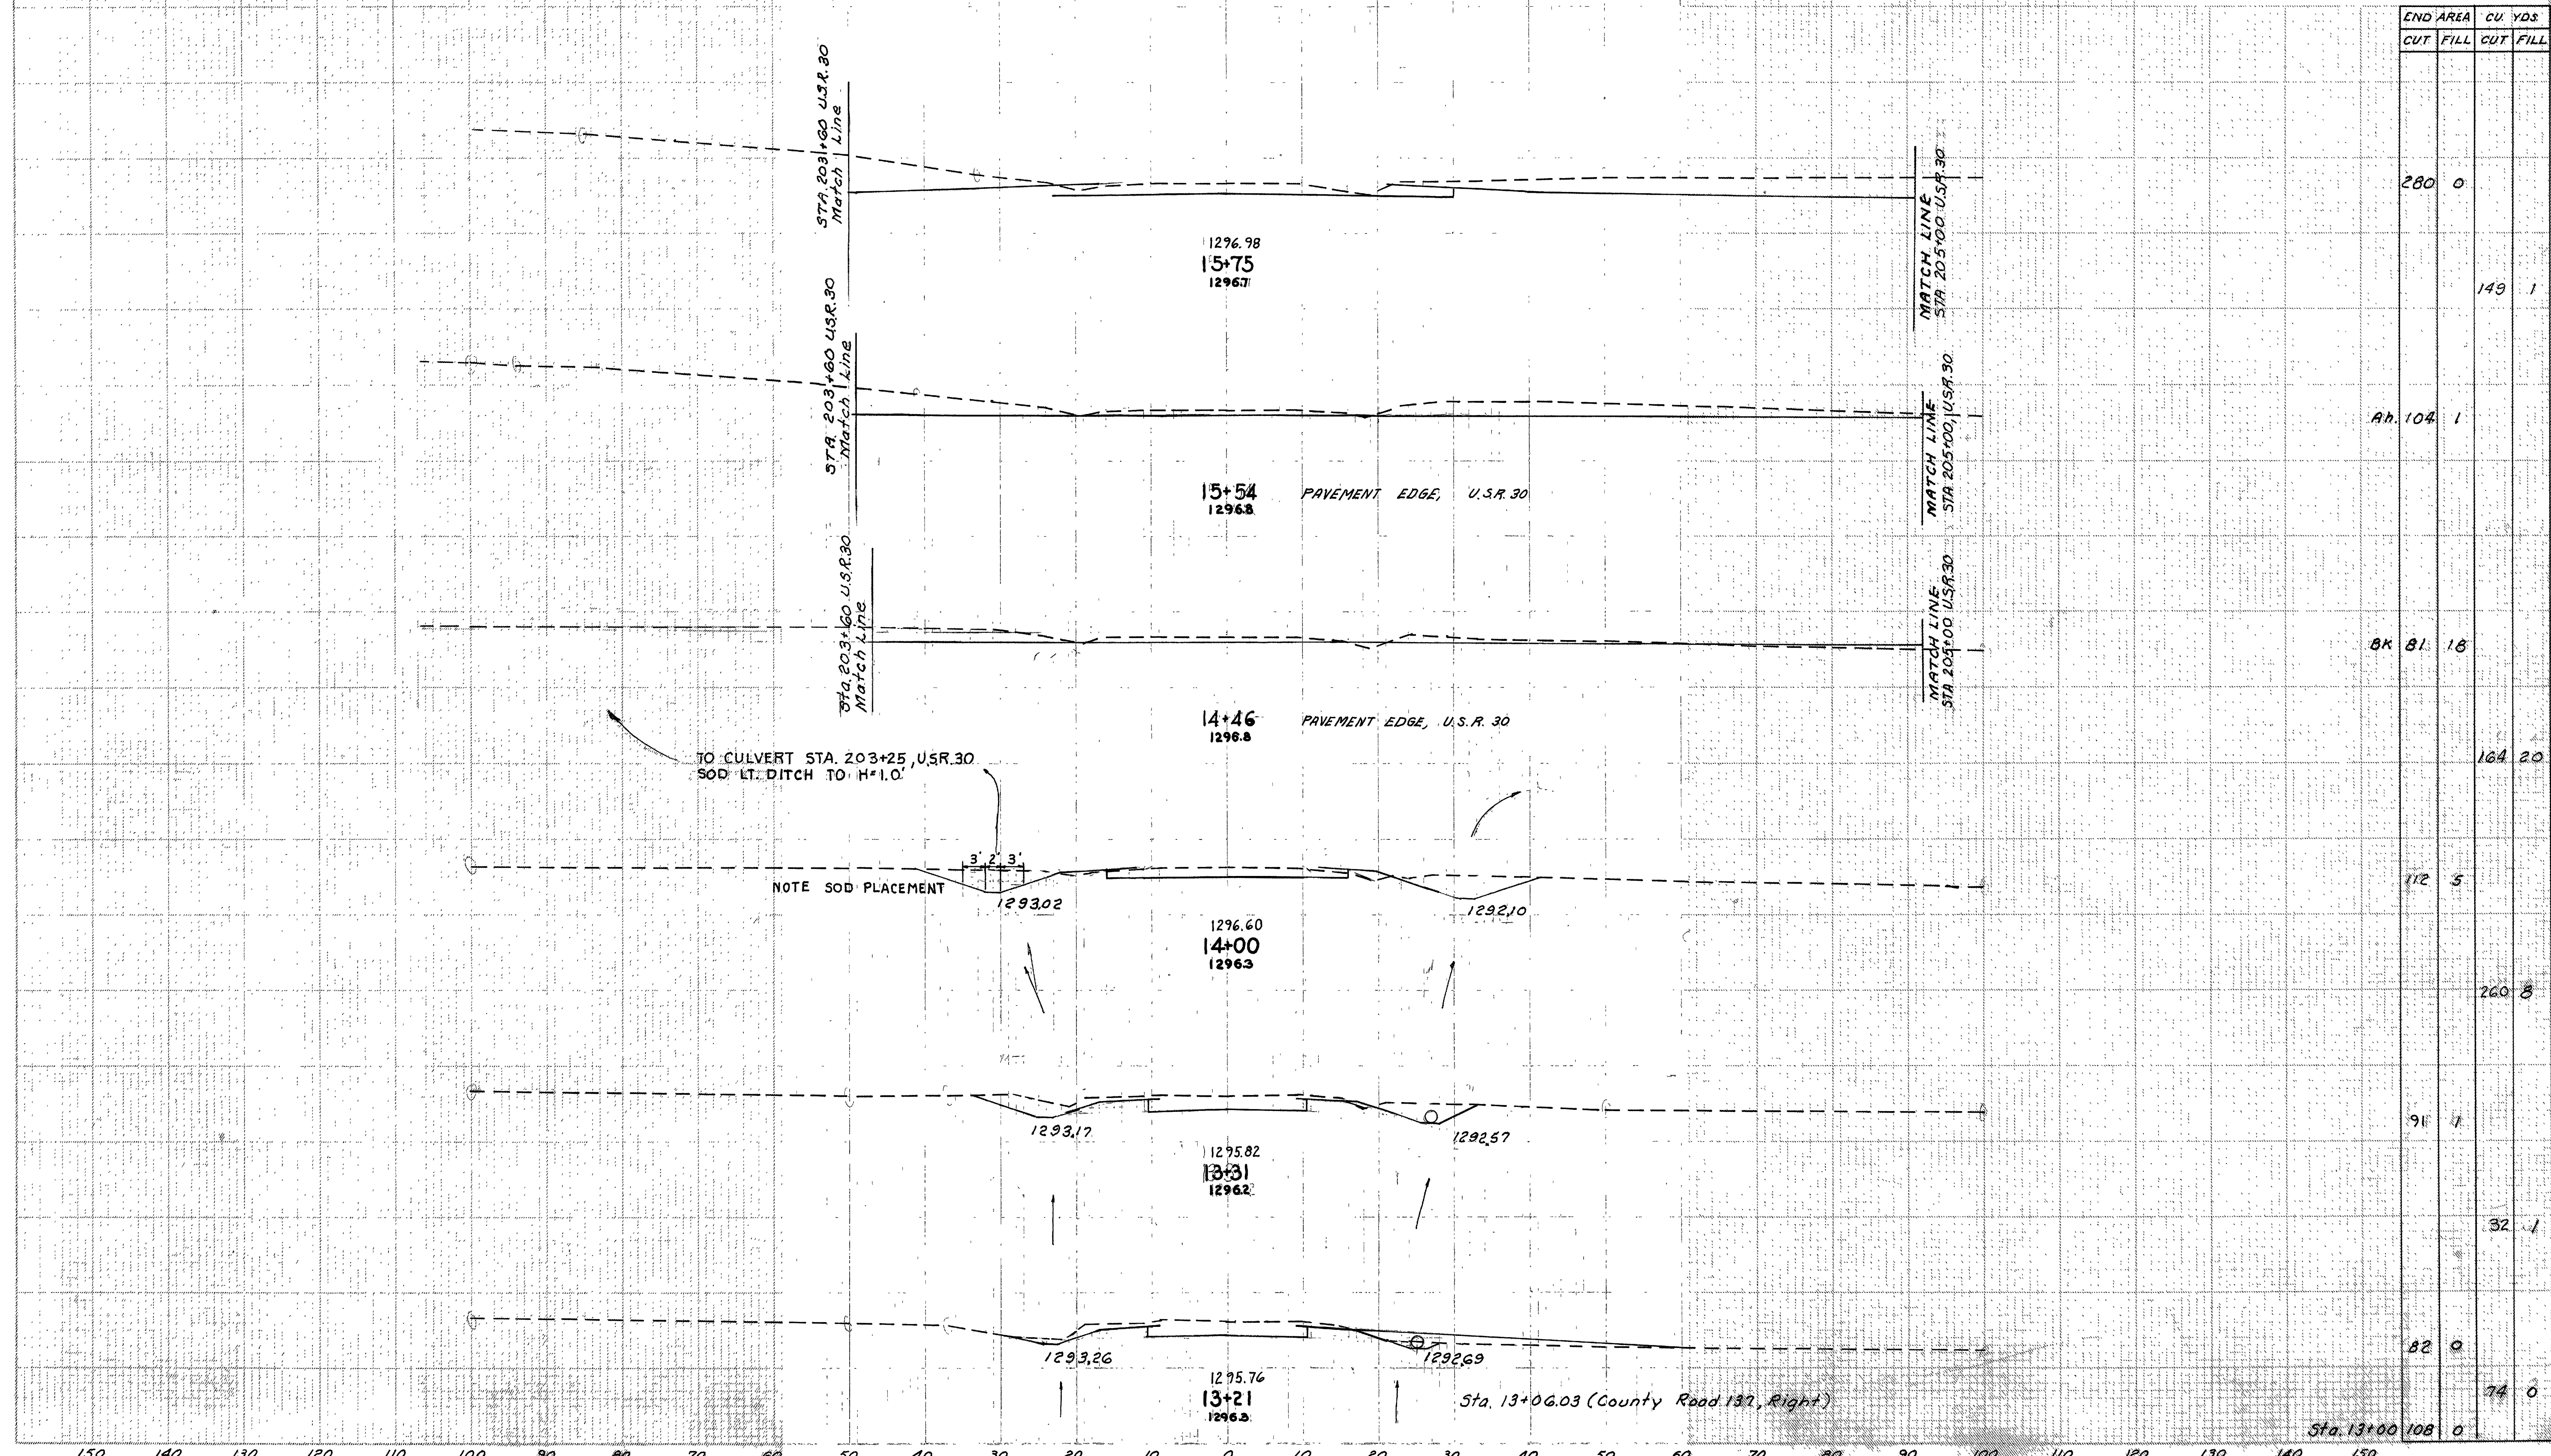 END AREA CU. YDS.
CUT FILL CUT FILL
STA. 203+60 U.S.R. 30
Match Line
MATCH LINE
STA. 205+00 U.S.R. 30
280 0
1296.98
15+75
1296.7
149 1
STA. 203+60 U.S.R. 30
Match Line
MATCH LINE
STA. 205+00, U.S.R. 30
Ah. 104 1
15+54 PAVEMENT EDGE, U.S.R. 30
1296.8
Sta. 203+60 U.S.R. 30
Match Line
MATCH LINE
STA. 205+00 U.S.R. 30
BK 81 18
14+46 PAVEMENT EDGE, U.S.R. 30
1296.8
TO CULVERT STA. 203+25, U.S.R. 30
SOD LT. DITCH TO H=1.0'
164 20
3' 2' 3'
NOTE SOD PLACEMENT
1293.02
1292.10
112 5
1296.60
14+00
1296.3
260 8
1293.17
1292.57
91 1
1295.82
13+31
1296.2
32 1
1293.26
1292.69
82 0
1295.76
13+21
1296.3
Sta. 13+06.03 (County Road 137, Right)
74 0
Sta. 13+00 108 0
150 140 130 120 110 100 90 80 70 60 50 40 30 20 10 0 10 20 30 40 50 60 70 80 90 100 110 120 130 140 150